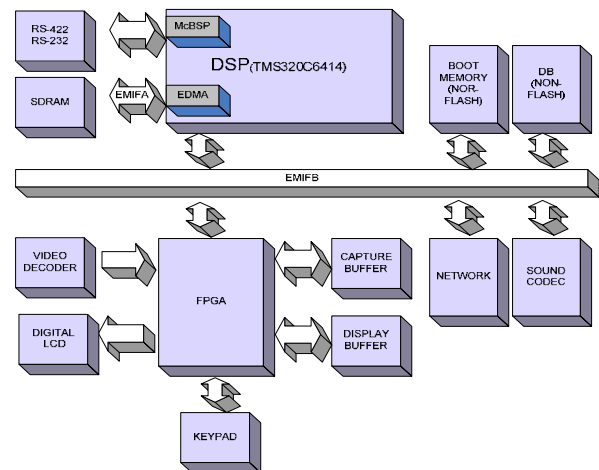 RS-422
RS-232
McBSP
DSP(TMS320C6414)
BOOT
MEMORY
(NOR-
FLASH)
DB
(NON-
FLASH)
SDRAM
EMIFA
EDMA
EMIFB
VIDEO
DECODER
FPGA
CAPTURE
BUFFER
NETWORK
SOUND
CODEC
DIGITAL
LCD
DISPLAY
BUFFER
KEYPAD